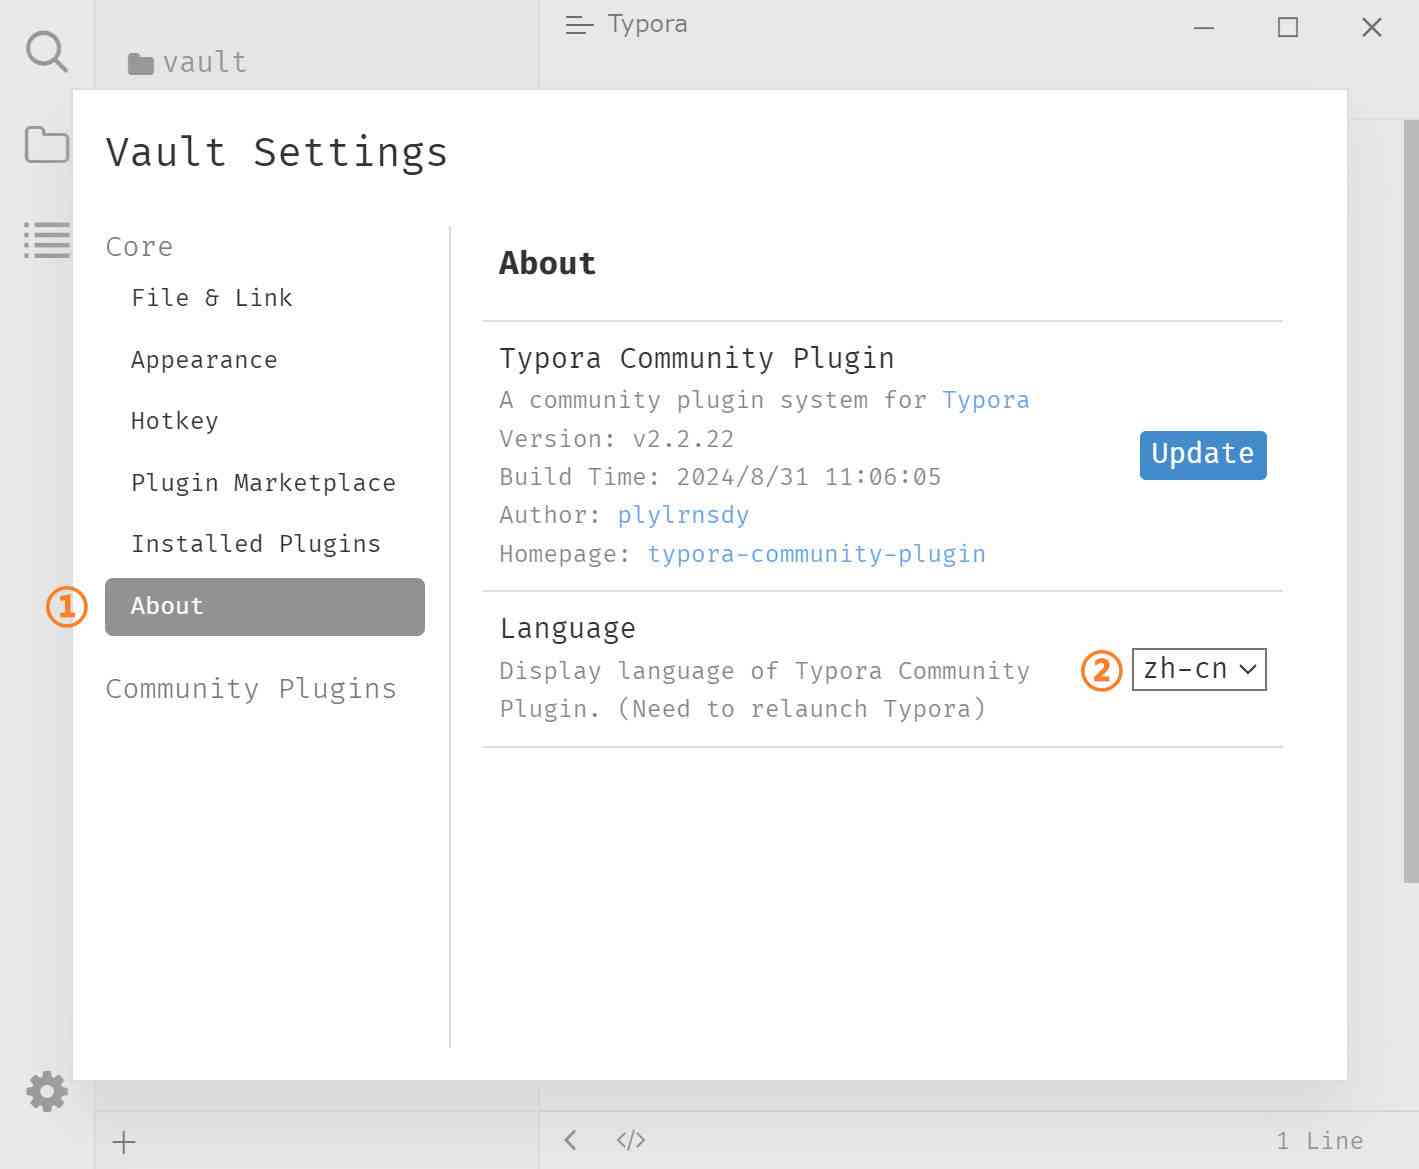 Typora
vault
Vault Settings
Core
File & Link
Appearance
Hotkey
Plugin Marketplace
Installed Plugins
① About
Community Plugins
About
Typora Community Plugin
A community plugin system for Typora
Version: v2.2.22
Build Time: 2024/8/31 11:06:05
Author: plylrnsdy
Homepage: typora-community-plugin
Update
Language
Display language of Typora Community
Plugin. (Need to relaunch Typora)
② zh-cn
1 Line